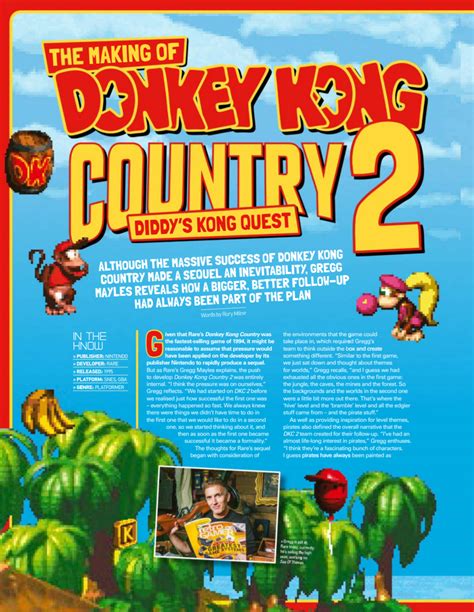 THE MAKING OF
DONKEY KONG
COUNTRY 2
DIDDY'S KONG QUEST
DK
ALTHOUGH THE MASSIVE SUCCESS OF DONKEY KONG
COUNTRY MADE A SEQUEL AN INEVITABILITY, GREGG
MAYLES REVEALS HOW A BIGGER, BETTER FOLLOW-UP
HAD ALWAYS BEEN PART OF THE PLAN
Words by Rory Milne
IN THE
KNOW
» PUBLISHER: NINTENDO
» DEVELOPER: RARE
» RELEASED: 1995
» PLATFORM: SNES, GBA
» GENRE: PLATFORMER
Given that Rare's Donkey Kong Country was
the fastest-selling game of 1994, it might be
reasonable to assume that pressure would
have been applied on the developer by its
publisher Nintendo to rapidly produce a sequel.
But as Rare's Gregg Mayles explains, the push
to develop Donkey Kong Country 2 was entirely
internal. "I think the pressure was on ourselves,"
Gregg reflects. "We had started on DKC 2 before
we realised just how successful the first one was
– everything happened so fast. We always knew
there were things we didn't have time to do in
the first one that we would like to do in a second
one, so we started thinking about it, and
then as soon as the first one became
successful it became a formality."
The thoughts for Rare's sequel
began with consideration of
the environments that the game could
take place in, which required Gregg's
team to think outside the box and create
something different. "Similar to the first game,
we just sat down and thought about themes
for worlds," Gregg recalls, "and I guess we had
exhausted all the obvious ones in the first game:
the jungle, the caves, the mines and the forest. So
the backgrounds and the worlds in the second one
were a little bit more out there. That's where the
'hive' level and the 'bramble' level and all the edgier
stuff came from – and the pirate stuff."
As well as providing inspiration for level themes,
pirates also defined the overall narrative that the
DKC 2 team created for their follow-up. "I've had an
almost life-long interest in pirates," Gregg enthuses.
"I think they're a fascinating bunch of characters.
I guess pirates have always been painted as
K
» Gregg is still at